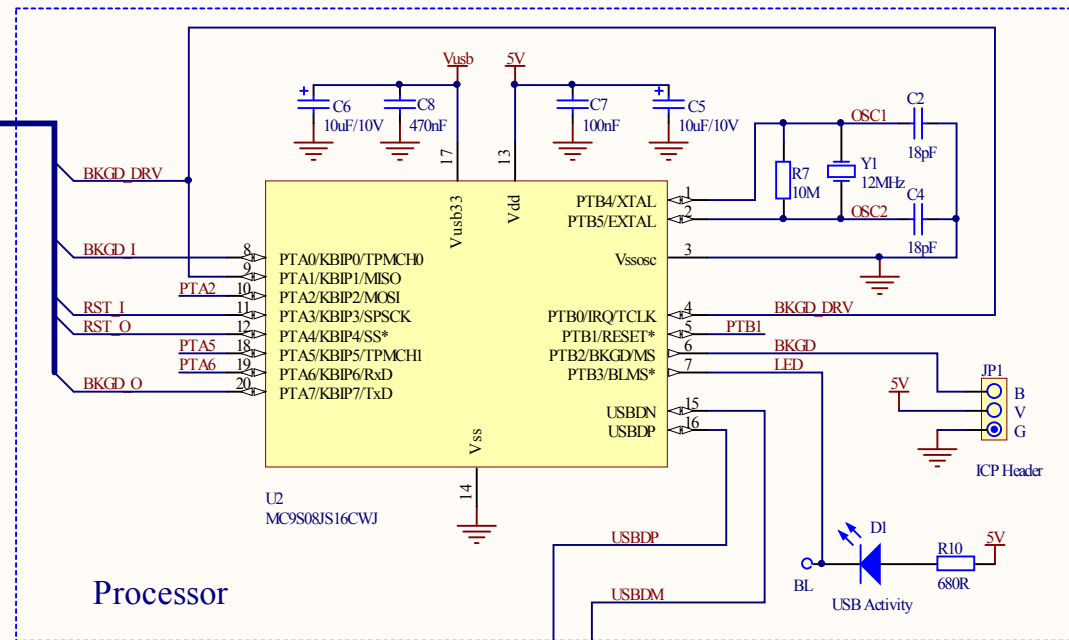 Vusb
5V
C6
10uF/10V
C8
470nF
C7
100nF
C5
10uF/10V
C2
18pF
OSC1
R7
10M
Y1
12MHz
C4
18pF
OSC2
17
13
Vusb33
Vdd
BKGD_DRV
BKGD_I
PTA2
RST_I
RST_O
PTA5
PTA6
BKGD_O
8 PTA0/KBIP0/TPMCH0
9 PTA1/KBIP1/MISO
10 PTA2/KBIP2/MOSI
11 PTA3/KBIP3/SPSCK
12 PTA4/KBIP4/SS*
18 PTA5/KBIP5/TPMCH1
19 PTA6/KBIP6/RxD
20 PTA7/KBIP7/TxD
PTB4/XTAL 1
PTB5/EXTAL 2
Vssosc 3
PTB0/IRQ/TCLK 4 BKGD_DRV
PTB1/RESET* 5 PTB1
PTB2/BKGD/MS 6 BKGD
PTB3/BLMS* 7 LED
USBDN 15
USBDP 16
Vss
14
U2
MC9S08JS16CWJ
JP1
5V
B
V
G
ICP Header
USBDP
USBDM
BL
D1
USB Activity
R10
680R
5V
Processor